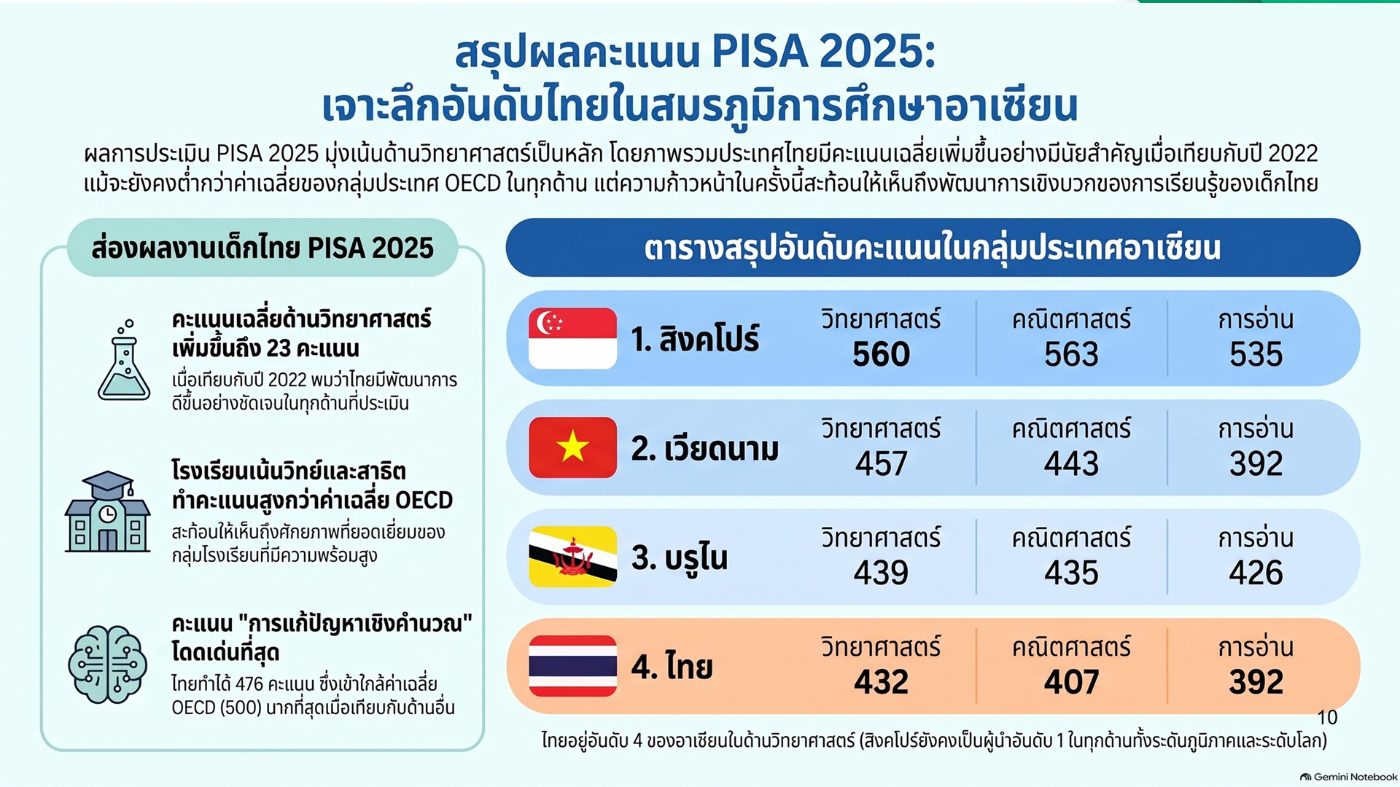 สรุปผลคะแนน PISA 2025:
เจาะลึกอันดับไทยในสมรภูมิการศึกษาอาเซียน
ผลการประเมิน PISA 2025 มุ่งเน้นด้านวิทยาศาสตร์เป็นหลัก โดยภาพรวมประเทศไทยมีคะแนนเฉลี่ยเพิ่มขึ้นอย่างมีนัยสำคัญเมื่อเทียบกับปี 2022
แม้จะยังคงต่ำกว่าค่าเฉลี่ยของกลุ่มประเทศ OECD ในทุกด้าน แต่ความก้าวหน้าในครั้งนี้สะท้อนให้เห็นถึงพัฒนาการเขิงบวกของการเรียนรู้ของเด็กไทย
ส่องผลงานเด็กไทย PISA 2025
คะแนนเฉลี่ยด้านวิทยาศาสตร์
เพิ่มขึ้นถึง 23 คะแนน
เนื่อเทียบกับปี 2022 พมว่าไทยมีพัฒนาการ
ดีขึ้นอย่างชัดเจนในทุกด้านที่ประเมิน
โรงเรียนเน้นวิทย์และสาธิต
ทำคะแนนสูงกว่าค่าเฉลี่ย OECD
สะท้อนให้เห็นถึงศักยภาพที่ยอดเยี่ยมของ
กลุ่มโรงเรียนที่มีความพร้อมสูง
คะแนน "การแก้ปัญหาเชิงคำนวณ"
โดดเด่นที่สุด
ไทยทำได้ 476 คะแนน ซึ่งเข้าใกล้ค่าเฉลี่ย
OECD (500) นากที่สุดเมื่อเทียบกับด้านอื่น
ตารางสรุปอันดับคะแนนในกลุ่มประเทศอาเซียน
1. สิงคโปร์ วิทยาศาสตร์ คณิตศาสตร์ การอ่าน
560 563 535
2. เวียดนาม วิทยาศาสตร์ คณิตศาสตร์ การอ่าน
457 443 392
3. บรูไน วิทยาศาสตร์ คณิตศาสตร์ การอ่าน
439 435 426
4. ไทย วิทยาศาสตร์ คณิตศาสตร์ การอ่าน
432 407 392
10
ไทยอยู่อันดับ 4 ของอาเซียนในด้านวิทยาศาสตร์ (สิงคโปร์ยังคงเป็นผู้นำอันดับ 1 ในทุกด้านทั้งระดับภูมิภาคและระดับโลก)
Gemini Notebook